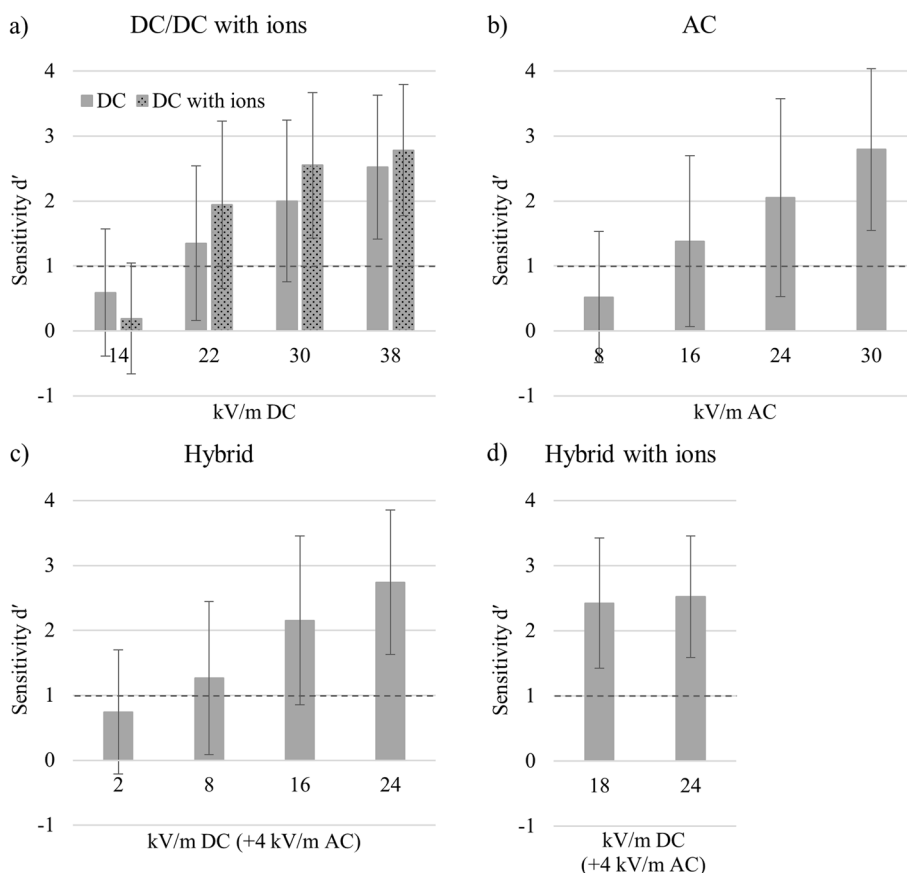 a) DC/DC with ions
4
3
2
1
0
-1
Sensitivity d′
DC DC with ions
14 22 30 38
kV/m DC
b) AC
4
3
2
1
0
-1
Sensitivity d′
8 16 24 30
kV/m AC
c) Hybrid
4
3
2
1
0
-1
Sensitivity d′
2 8 16 24
kV/m DC (+4 kV/m AC)
d) Hybrid with ions
4
3
2
1
0
-1
Sensitivity d′
18 24
kV/m DC
(+4 kV/m AC)